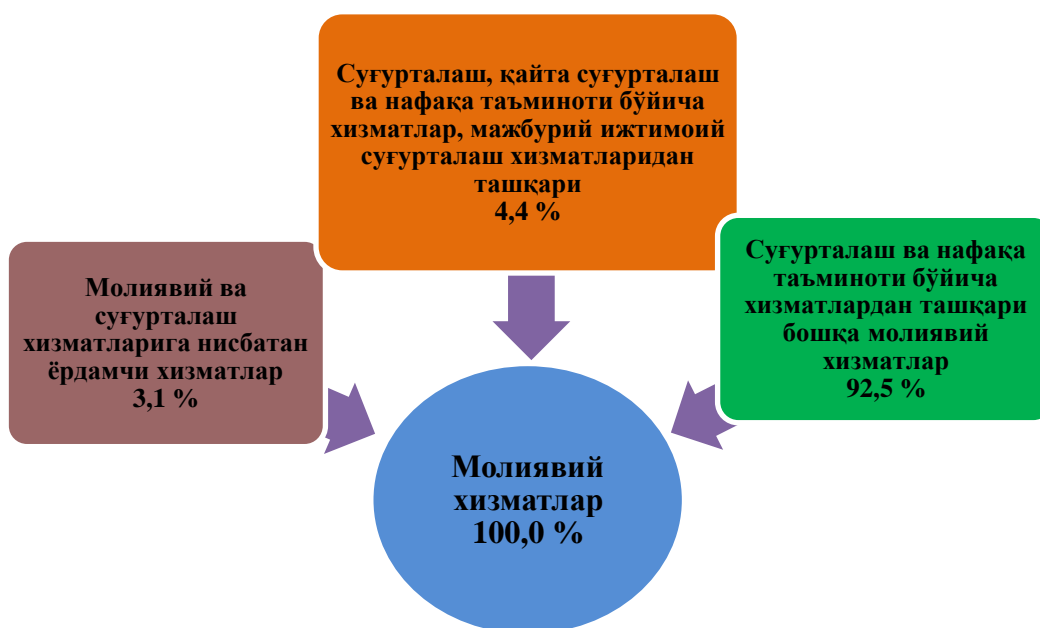 Суғурталаш, қайта суғурталаш
ва нафақа таъминоти бўйича
хизматлар, мажбурий ижтимоий
суғурталаш хизматларидан
ташқари
4,4 %
Молиявий ва
суғурталаш
хизматларига нисбатан
ёрдамчи хизматлар
3,1 %
Суғурталаш ва нафақа
таъминоти бўйича
хизматлардан ташқари
бошқа молиявий
хизматлар
92,5 %
Молиявий
хизматлар
100,0 %